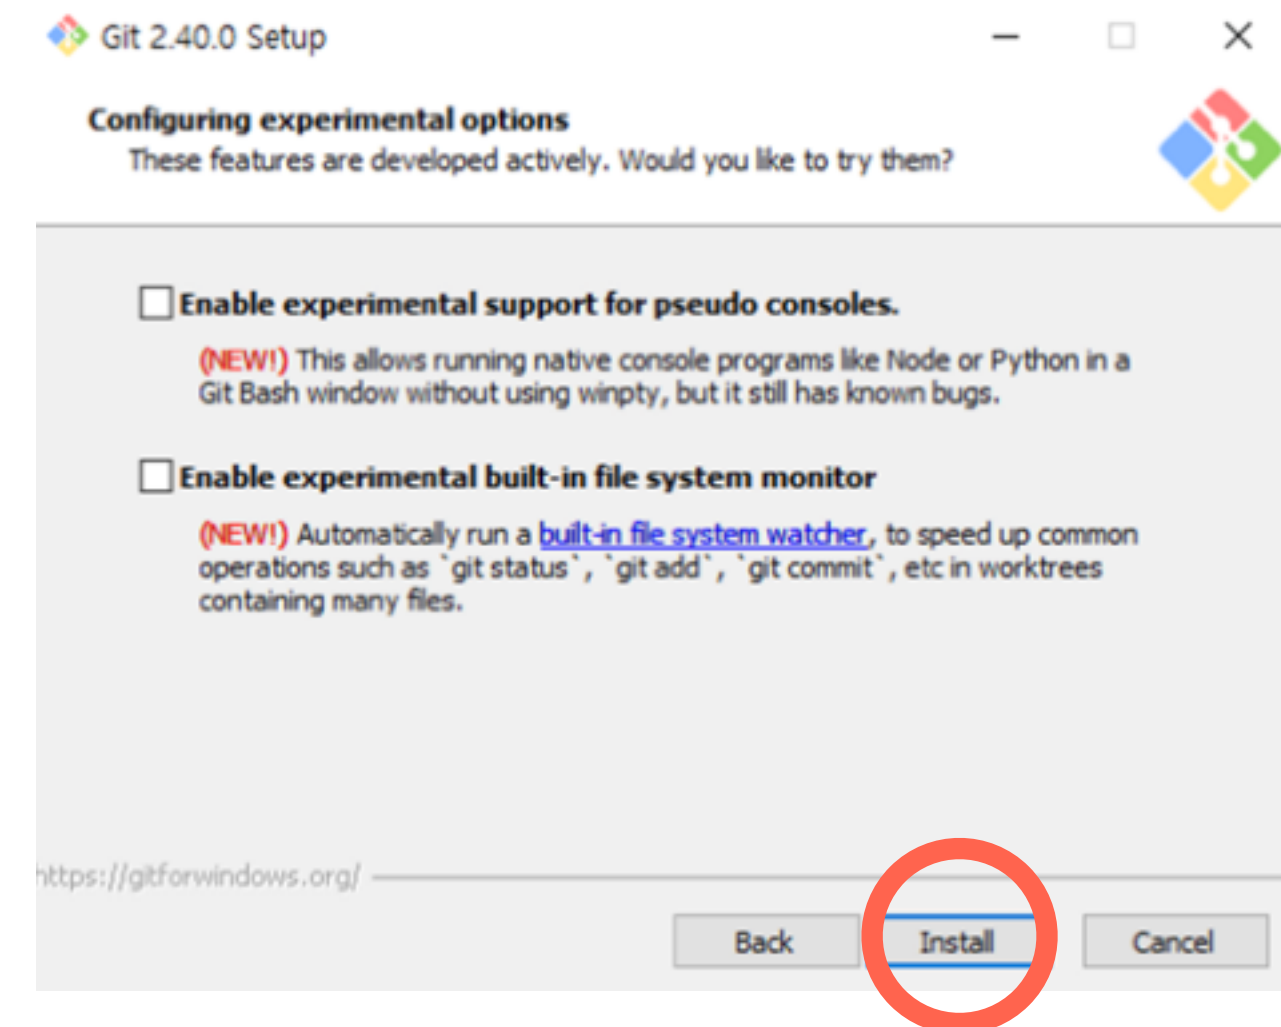 Git 2.40.0 Setup
Configuring experimental options
These features are developed actively. Would you like to try them?
Enable experimental support for pseudo consoles.
(NEW!) This allows running native console programs like Node or Python in a
Git Bash window without using winpty, but it still has known bugs.
Enable experimental built-in file system monitor
(NEW!) Automatically run a built-in file system watcher, to speed up common
operations such as `git status`, `git add`, `git commit`, etc in worktrees
containing many files.
https://gitforwindows.org/
Back
Install
Cancel